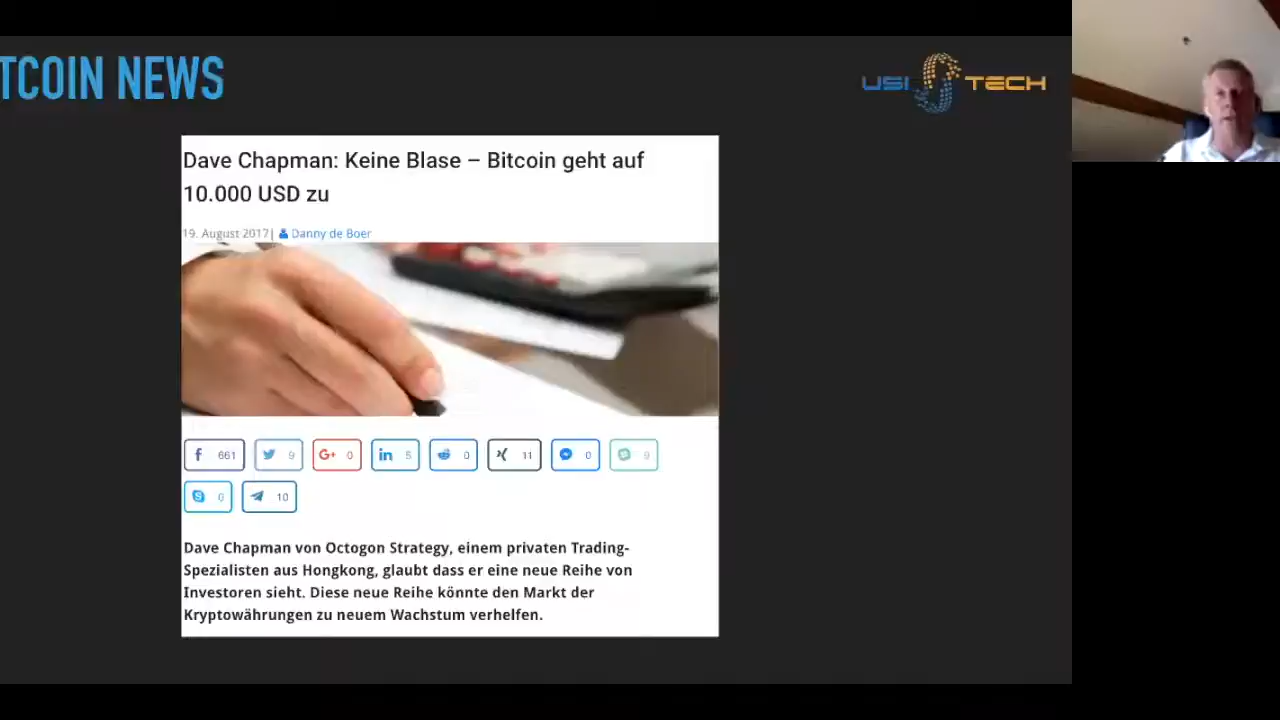 TCOIN NEWS
USI TECH
Dave Chapman: Keine Blase – Bitcoin geht auf
10.000 USD zu
19. August 2017| Danny de Boer
661 9 0 5 0 11 0 9
0 10
Dave Chapman von Octogon Strategy, einem privaten Trading-
Spezialisten aus Hongkong, glaubt dass er eine neue Reihe von
Investoren sieht. Diese neue Reihe könnte den Markt der
Kryptowährungen zu neuem Wachstum verhelfen.